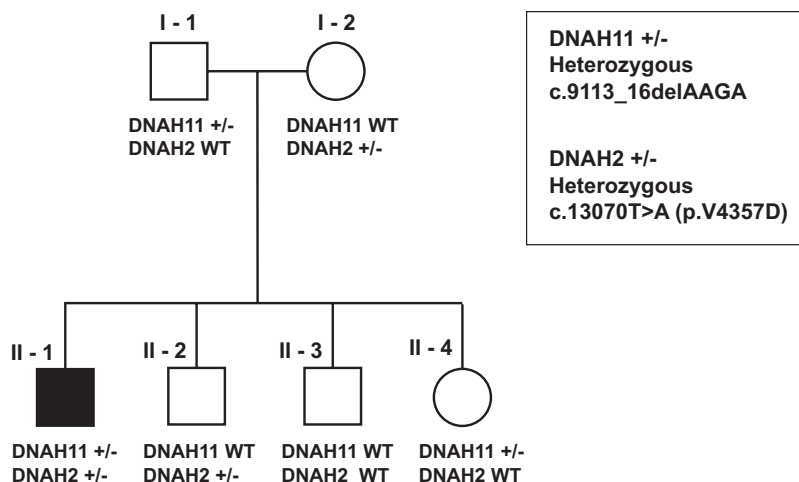 I - 1
I - 2
DNAH11 +/-
DNAH2 WT
DNAH11 WT
DNAH2 +/-
DNAH11 +/-
Heterozygous
c.9113_16delAAGA
DNAH2 +/-
Heterozygous
c.13070T>A (p.V4357D)
II - 1
II - 2
II - 3
II - 4
DNAH11 +/-
DNAH2 +/-
DNAH11 WT
DNAH2 +/-
DNAH11 WT
DNAH2 WT
DNAH11 +/-
DNAH2 WT